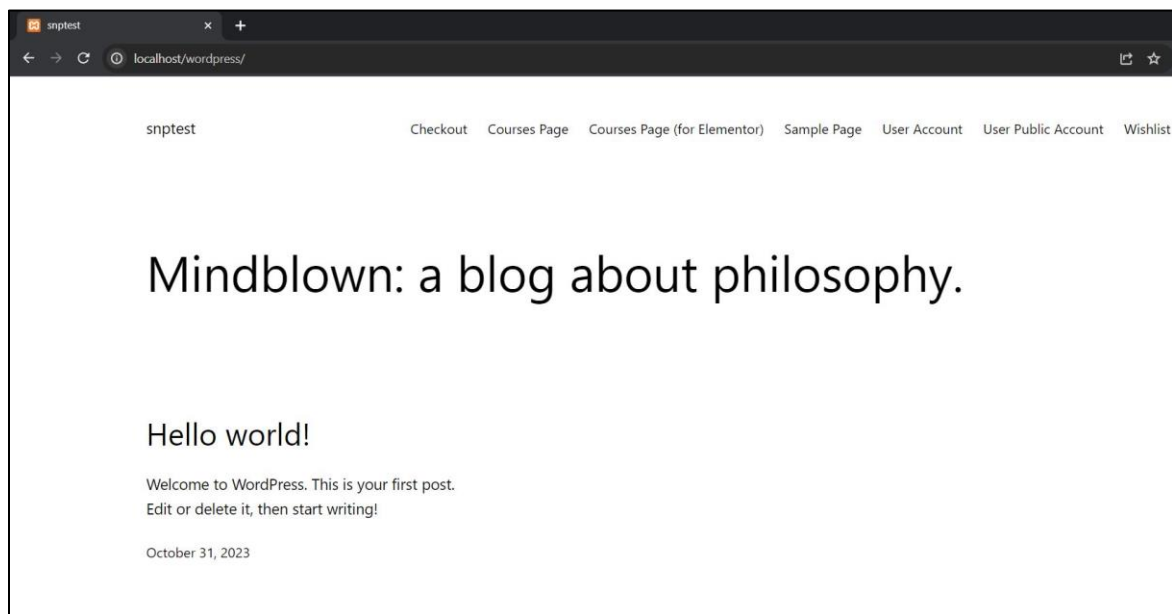 snptest
localhost/wordpress/
snptest Checkout Courses Page Courses Page (for Elementor) Sample Page User Account User Public Account Wishlist
Mindblown: a blog about philosophy.
Hello world!
Welcome to WordPress. This is your first post.
Edit or delete it, then start writing!
October 31, 2023